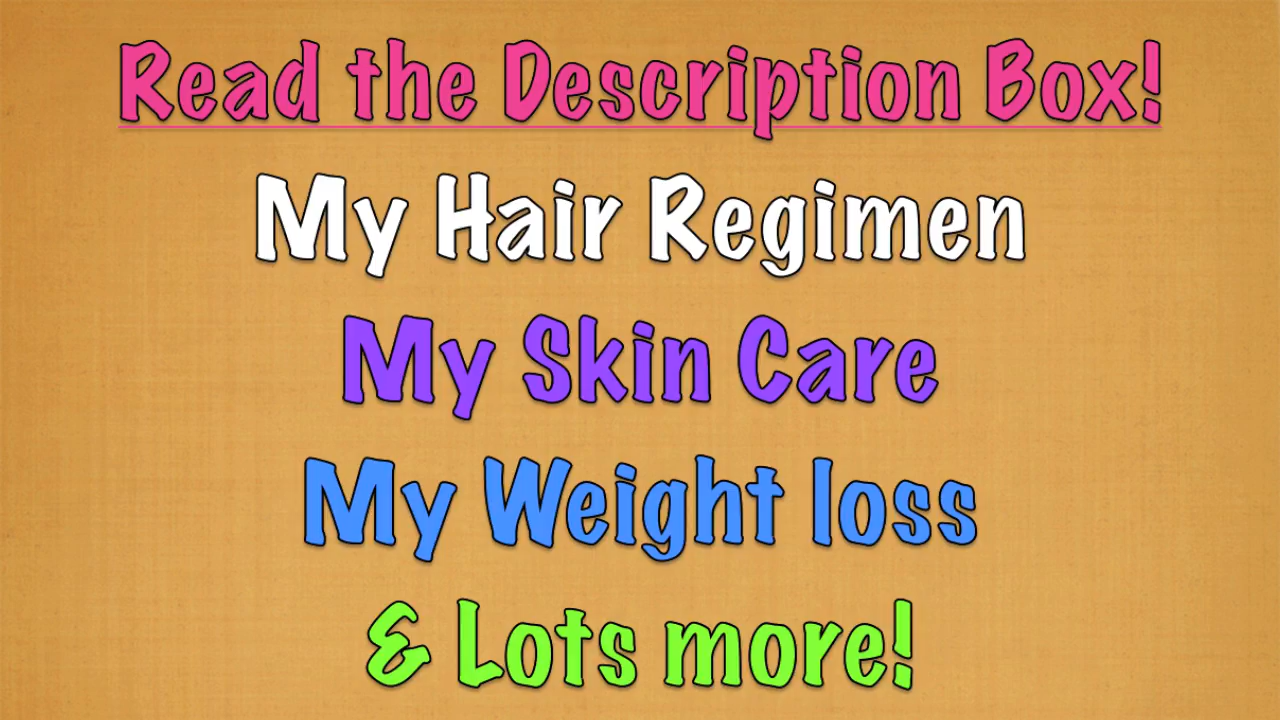 Read the Description Box!
My Hair Regimen
My Skin Care
My Weight loss
& Lots more!